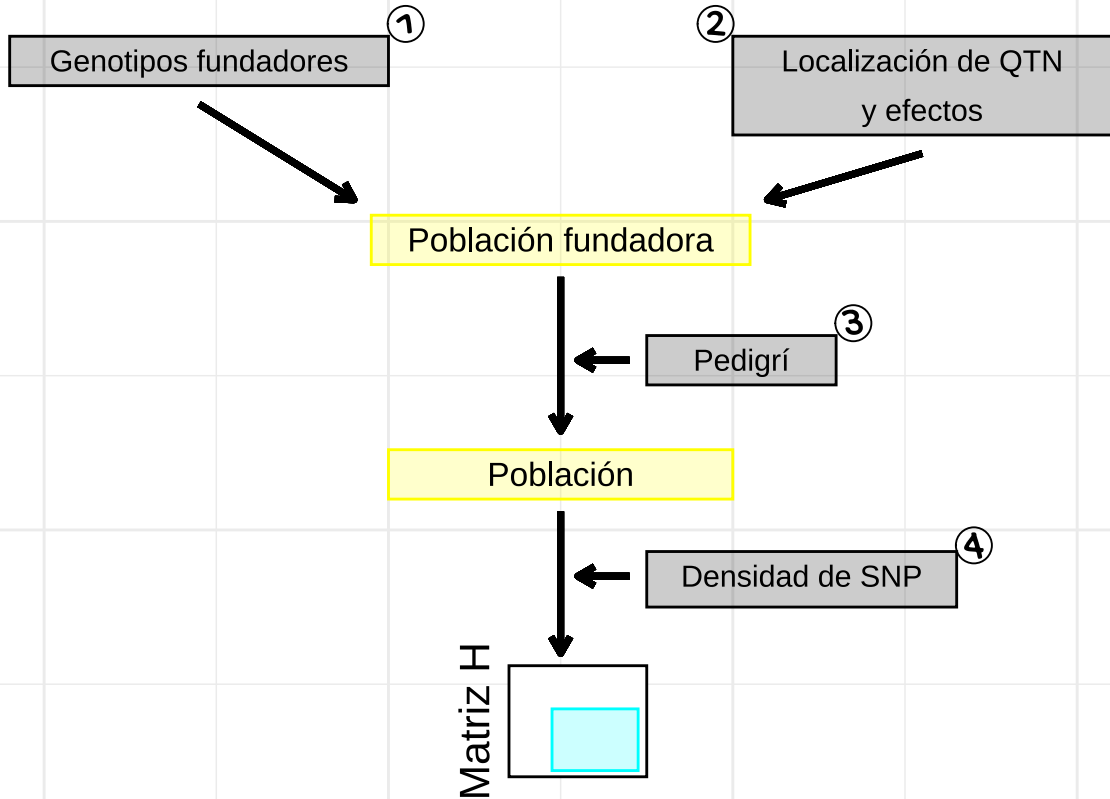 1
Genotipos fundadores
2
Localización de QTN
y efectos
Población fundadora
3
Pedigrí
Población
4
Densidad de SNP
Matriz H